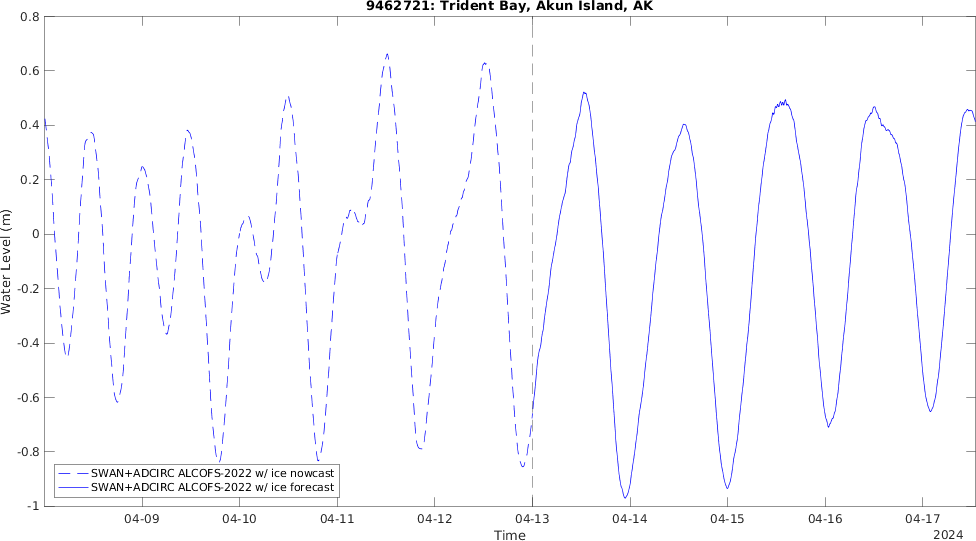 9462721: Trident Bay, Akun Island, AK
Water Level (m)
0.8
0.6
0.4
0.2
0
-0.2
-0.4
-0.6
-0.8
-1
SWAN+ADCIRC ALCOFS-2022 w/ ice nowcast
SWAN+ADCIRC ALCOFS-2022 w/ ice forecast
04-09 04-10 04-11 04-12 04-13 04-14 04-15 04-16 04-17
Time
2024